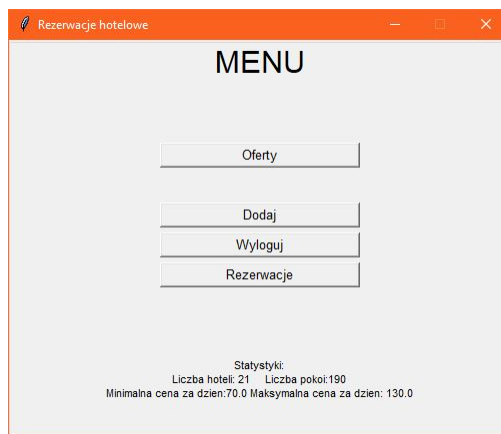 Rezerwacje hotelowe
MENU
Oferty
Dodaj
Wyloguj
Rezerwacje
Statystyki:
Liczba hoteli: 21 Liczba pokoi:190
Minimalna cena za dzien:70.0 Maksymalna cena za dzien: 130.0